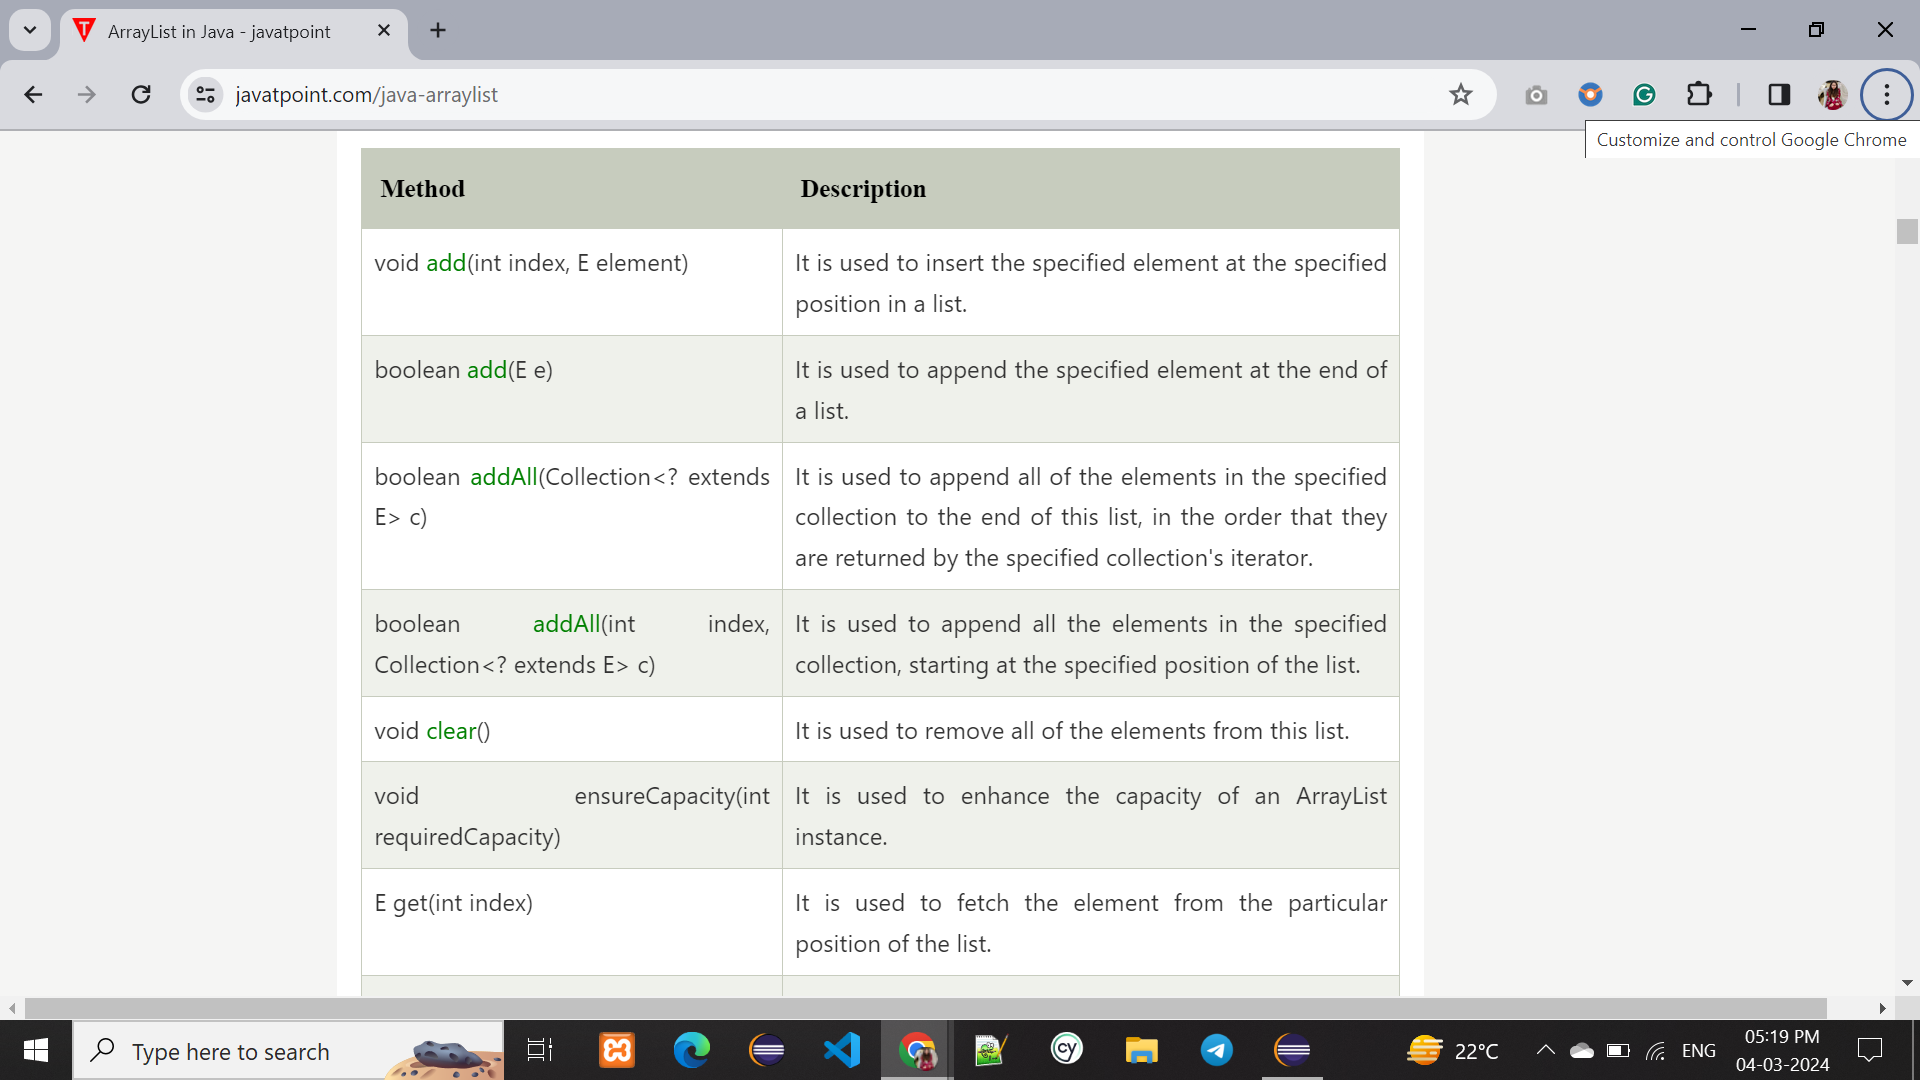 ArrayList in Java - javatpoint
javatpoint.com/java-arraylist
Customize and control Google Chrome
Method Description
void add(int index, E element) It is used to insert the specified element at the specified
position in a list.
boolean add(E e) It is used to append the specified element at the end of
a list.
boolean addAll(Collection<? extends It is used to append all of the elements in the specified
E> c) collection to the end of this list, in the order that they
are returned by the specified collection's iterator.
boolean addAll(int index, It is used to append all the elements in the specified
Collection<? extends E> c) collection, starting at the specified position of the list.
void clear() It is used to remove all of the elements from this list.
void ensureCapacity(int It is used to enhance the capacity of an ArrayList
requiredCapacity) instance.
E get(int index) It is used to fetch the element from the particular
position of the list.
Type here to search
cy
22°C
ENG
05:19 PM
04-03-2024